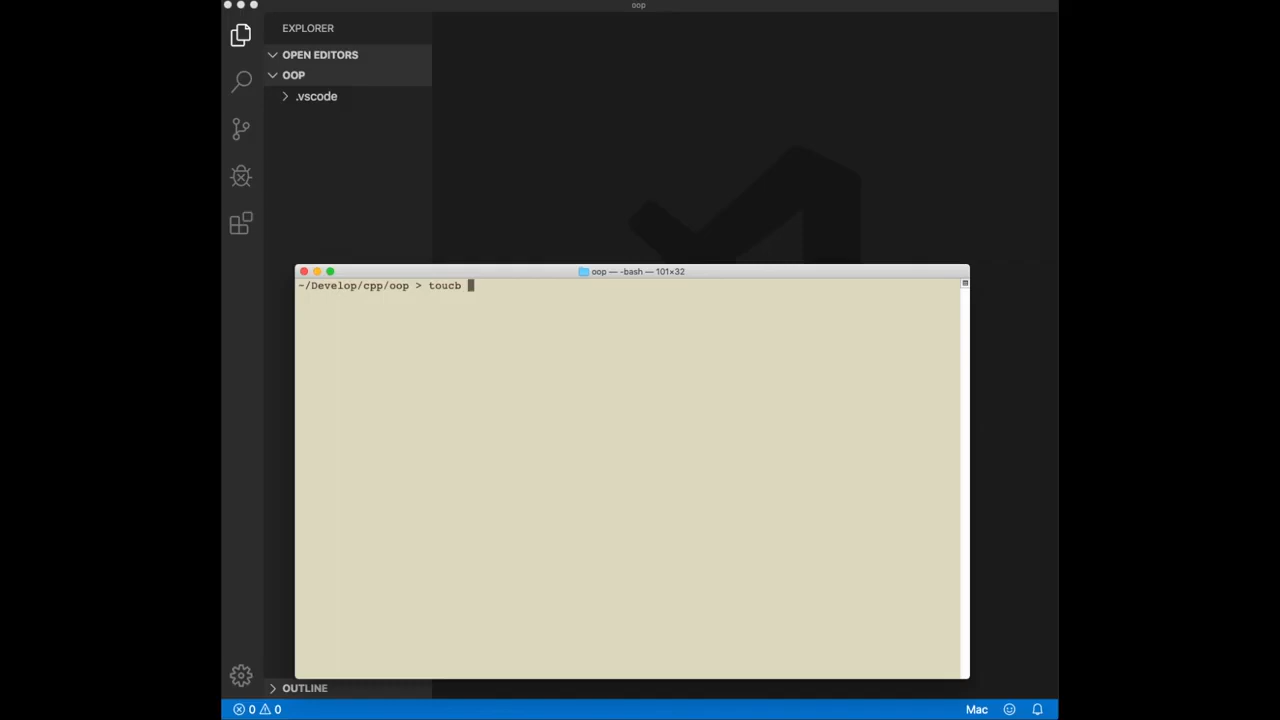 oop
EXPLORER
OPEN EDITORS
OOP
.vscode
oop — -bash — 101×32
~/Develop/cpp/oop > toucb
OUTLINE
0 0
Mac